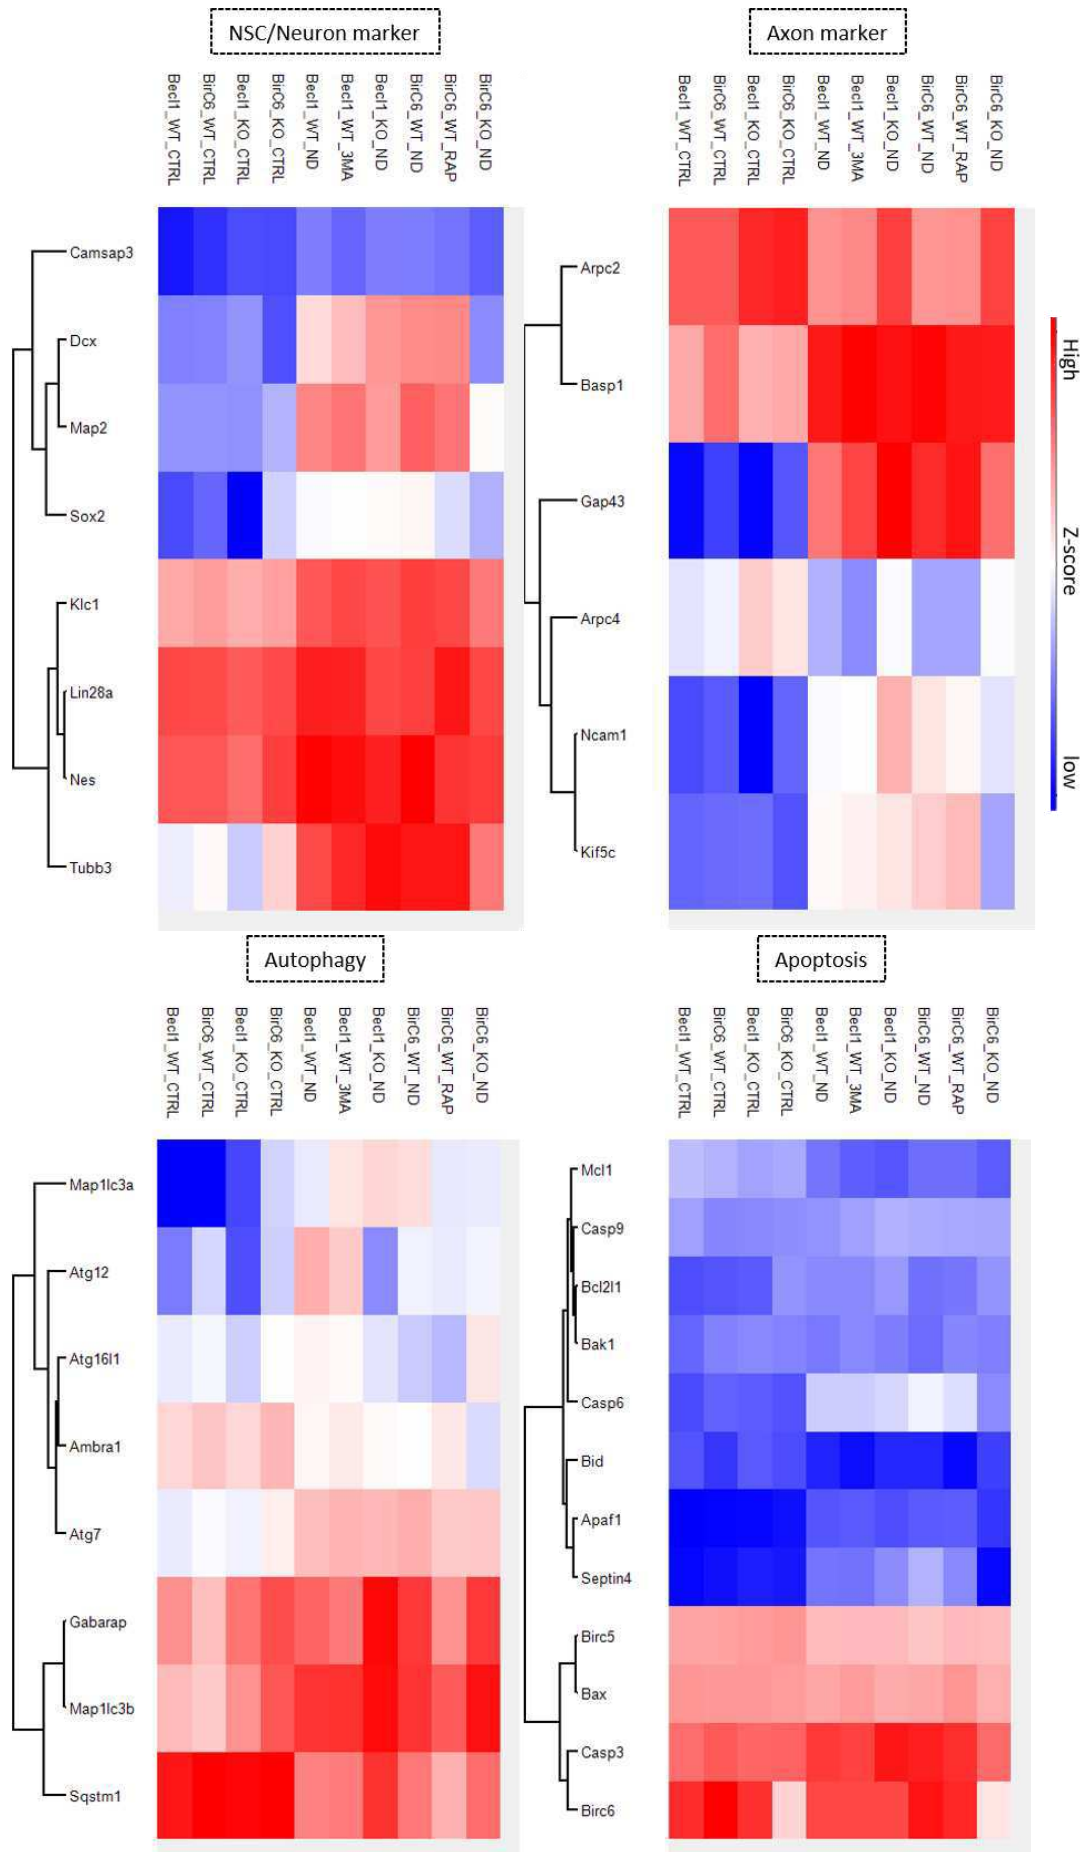 NSC/Neuron marker
Axon marker
Becl1_WT_CTRL
BirC6_WT_CTRL
Becl1_KO_CTRL
BirC6_KO_CTRL
Becl1_WT_ND
Becl1_WT_3MA
Becl1_KO_ND
BirC6_WT_ND
BirC6_WT_RAP
BirC6_KO_ND
Becl1_WT_CTRL
BirC6_WT_CTRL
Becl1_KO_CTRL
BirC6_KO_CTRL
Becl1_WT_ND
Becl1_WT_3MA
Becl1_KO_ND
BirC6_WT_ND
BirC6_WT_RAP
BirC6_KO_ND
Camsap3
Dcx
Map2
Sox2
Klc1
Lin28a
Nes
Tubb3
Arpc2
Basp1
Gap43
Arpc4
Ncam1
Kif5c
High
Z-score
low
Autophagy
Apoptosis
Becl1_WT_CTRL
BirC6_WT_CTRL
Becl1_KO_CTRL
BirC6_KO_CTRL
Becl1_WT_ND
Becl1_WT_3MA
Becl1_KO_ND
BirC6_WT_ND
BirC6_WT_RAP
BirC6_KO_ND
Becl1_WT_CTRL
BirC6_WT_CTRL
Becl1_KO_CTRL
BirC6_KO_CTRL
Becl1_WT_ND
Becl1_WT_3MA
Becl1_KO_ND
BirC6_WT_ND
BirC6_WT_RAP
BirC6_KO_ND
Map1lc3a
Atg12
Atg16l1
Ambra1
Atg7
Gabarap
Map1lc3b
Sqstm1
Mcl1
Casp9
Bcl2l1
Bak1
Casp6
Bid
Apaf1
Septin4
Birc5
Bax
Casp3
Birc6